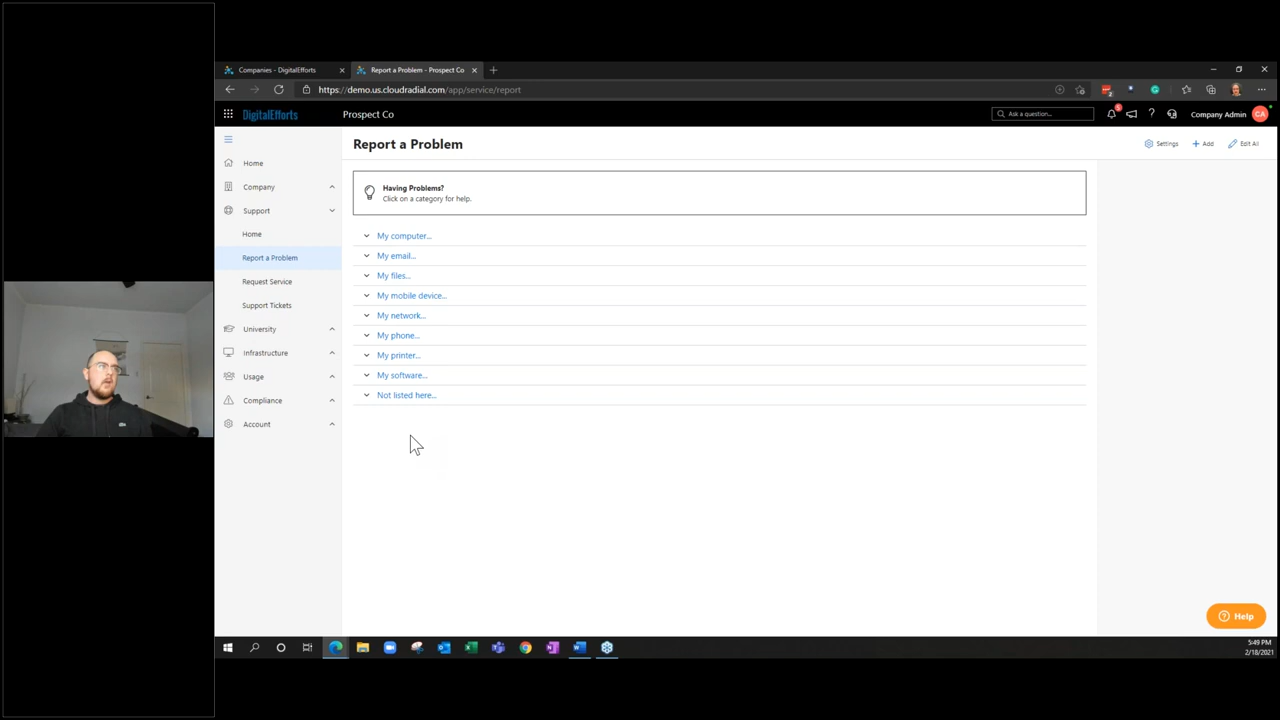 Companies - DigitalEfforts
Report a Problem - Prospect Co
https://demo.us.cloudradial.com/app/service/report
DigitalEfforts
Prospect Co
Ask a question...
5
Company Admin
CA
Home
Company
Support
Home
Report a Problem
Request Service
Support Tickets
University
Infrastructure
Usage
Compliance
Account
Report a Problem
Settings
Add
Edit All
Having Problems?
Click on a category for help.
My computer...
My email...
My files...
My mobile device...
My network...
My phone...
My printer...
My software...
Not listed here...
Help
5:49 PM
2/18/2021